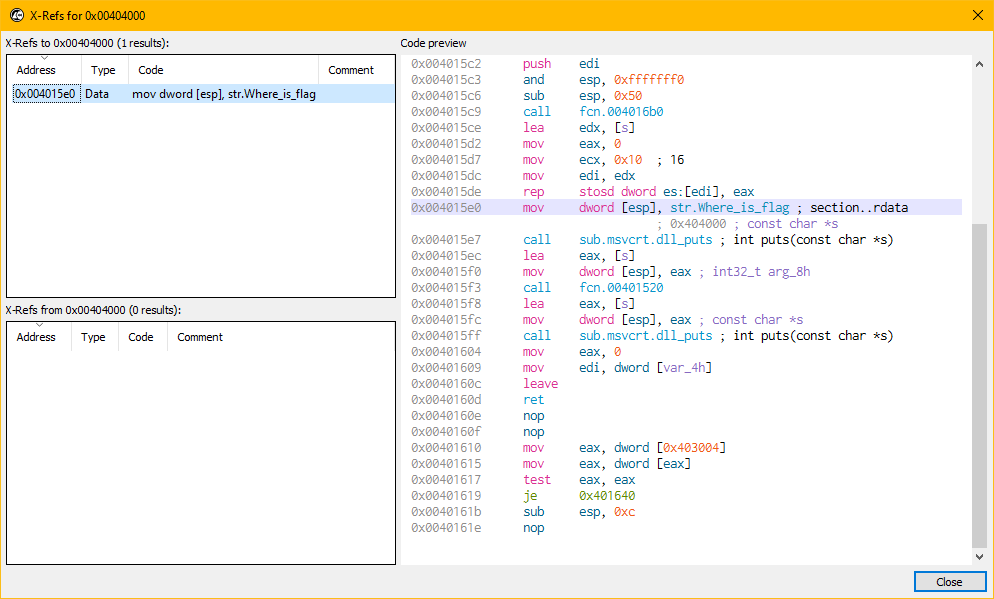 X-Refs for 0x00404000
X-Refs to 0x00404000 (1 results):
Address Type Code Comment
0x004015e0 Data mov dword [esp], str.Where_is_flag
X-Refs from 0x00404000 (0 results):
Address Type Code Comment
Code preview
0x004015c2 push edi
0x004015c3 and esp, 0xfffffff0
0x004015c6 sub esp, 0x50
0x004015c9 call fcn.004016b0
0x004015ce lea edx, [s]
0x004015d2 mov eax, 0
0x004015d7 mov ecx, 0x10 ; 16
0x004015dc mov edi, edx
0x004015de rep stosd dword es:[edi], eax
0x004015e0 mov dword [esp], str.Where_is_flag ; section..rdata
; 0x404000 ; const char *s
0x004015e7 call sub.msvcrt.dll_puts ; int puts(const char *s)
0x004015ec lea eax, [s]
0x004015f0 mov dword [esp], eax ; int32_t arg_8h
0x004015f3 call fcn.00401520
0x004015f8 lea eax, [s]
0x004015fc mov dword [esp], eax ; const char *s
0x004015ff call sub.msvcrt.dll_puts ; int puts(const char *s)
0x00401604 mov eax, 0
0x00401609 mov edi, dword [var_4h]
0x0040160c leave
0x0040160d ret
0x0040160e nop
0x0040160f nop
0x00401610 mov eax, dword [0x403004]
0x00401615 mov eax, dword [eax]
0x00401617 test eax, eax
0x00401619 je 0x401640
0x0040161b sub esp, 0xc
0x0040161e nop
Close